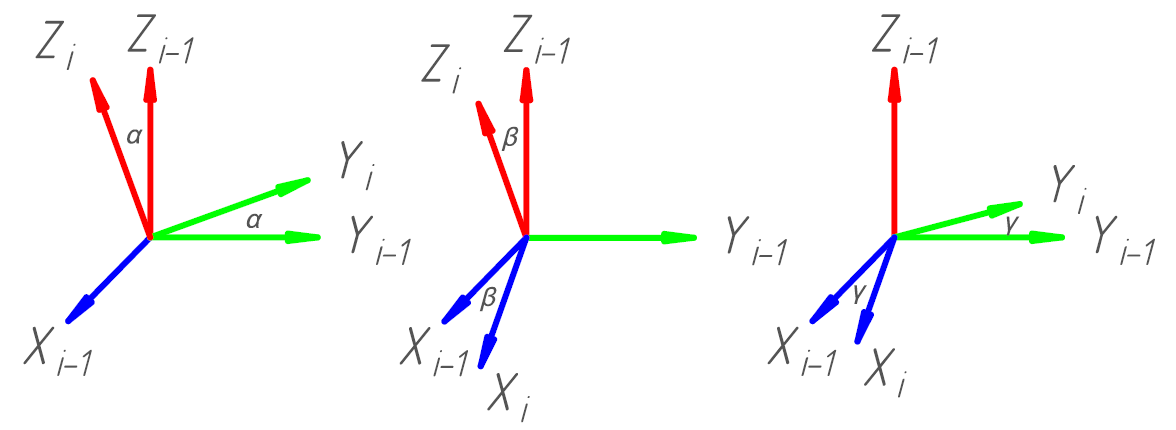 Z i Z i-1 α Y i α Y i-1 X i-1
Z i Z i-1 β Y i-1 β X i-1 X i
Z i-1 Y i γ Y i-1 γ X i-1 X i